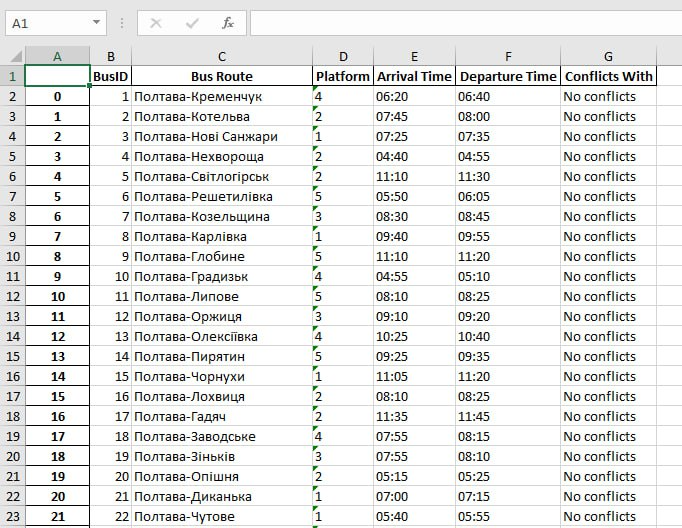 A1
fx
A B C D E F G
1 BusID Bus Route Platform Arrival Time Departure Time Conflicts With
2 0 1 Полтава-Кременчук 4 06:20 06:40 No conflicts
3 1 2 Полтава-Котельва 2 07:45 08:00 No conflicts
4 2 3 Полтава-Нові Санжари 1 07:25 07:35 No conflicts
5 3 4 Полтава-Нехвороща 2 04:40 04:55 No conflicts
6 4 5 Полтава-Світлогірськ 2 11:10 11:30 No conflicts
7 5 6 Полтава-Решетилівка 5 05:50 06:05 No conflicts
8 6 7 Полтава-Козельщина 3 08:30 08:45 No conflicts
9 7 8 Полтава-Карлівка 1 09:40 09:55 No conflicts
10 8 9 Полтава-Глобине 5 11:10 11:20 No conflicts
11 9 10 Полтава-Градизьк 4 04:55 05:10 No conflicts
12 10 11 Полтава-Липове 5 08:10 08:25 No conflicts
13 11 12 Полтава-Оржиця 3 09:10 09:20 No conflicts
14 12 13 Полтава-Олексіївка 4 10:25 10:40 No conflicts
15 13 14 Полтава-Пирятин 5 09:25 09:35 No conflicts
16 14 15 Полтава-Чорнухи 1 11:05 11:20 No conflicts
17 15 16 Полтава-Лохвиця 2 08:10 08:25 No conflicts
18 16 17 Полтава-Гадяч 2 11:35 11:45 No conflicts
19 17 18 Полтава-Заводське 4 07:55 08:15 No conflicts
20 18 19 Полтава-Зіньків 3 07:55 08:10 No conflicts
21 19 20 Полтава-Опішня 2 05:15 05:25 No conflicts
22 20 21 Полтава-Диканька 1 07:00 07:15 No conflicts
23 21 22 Полтава-Чутове 1 05:40 05:55 No conflicts